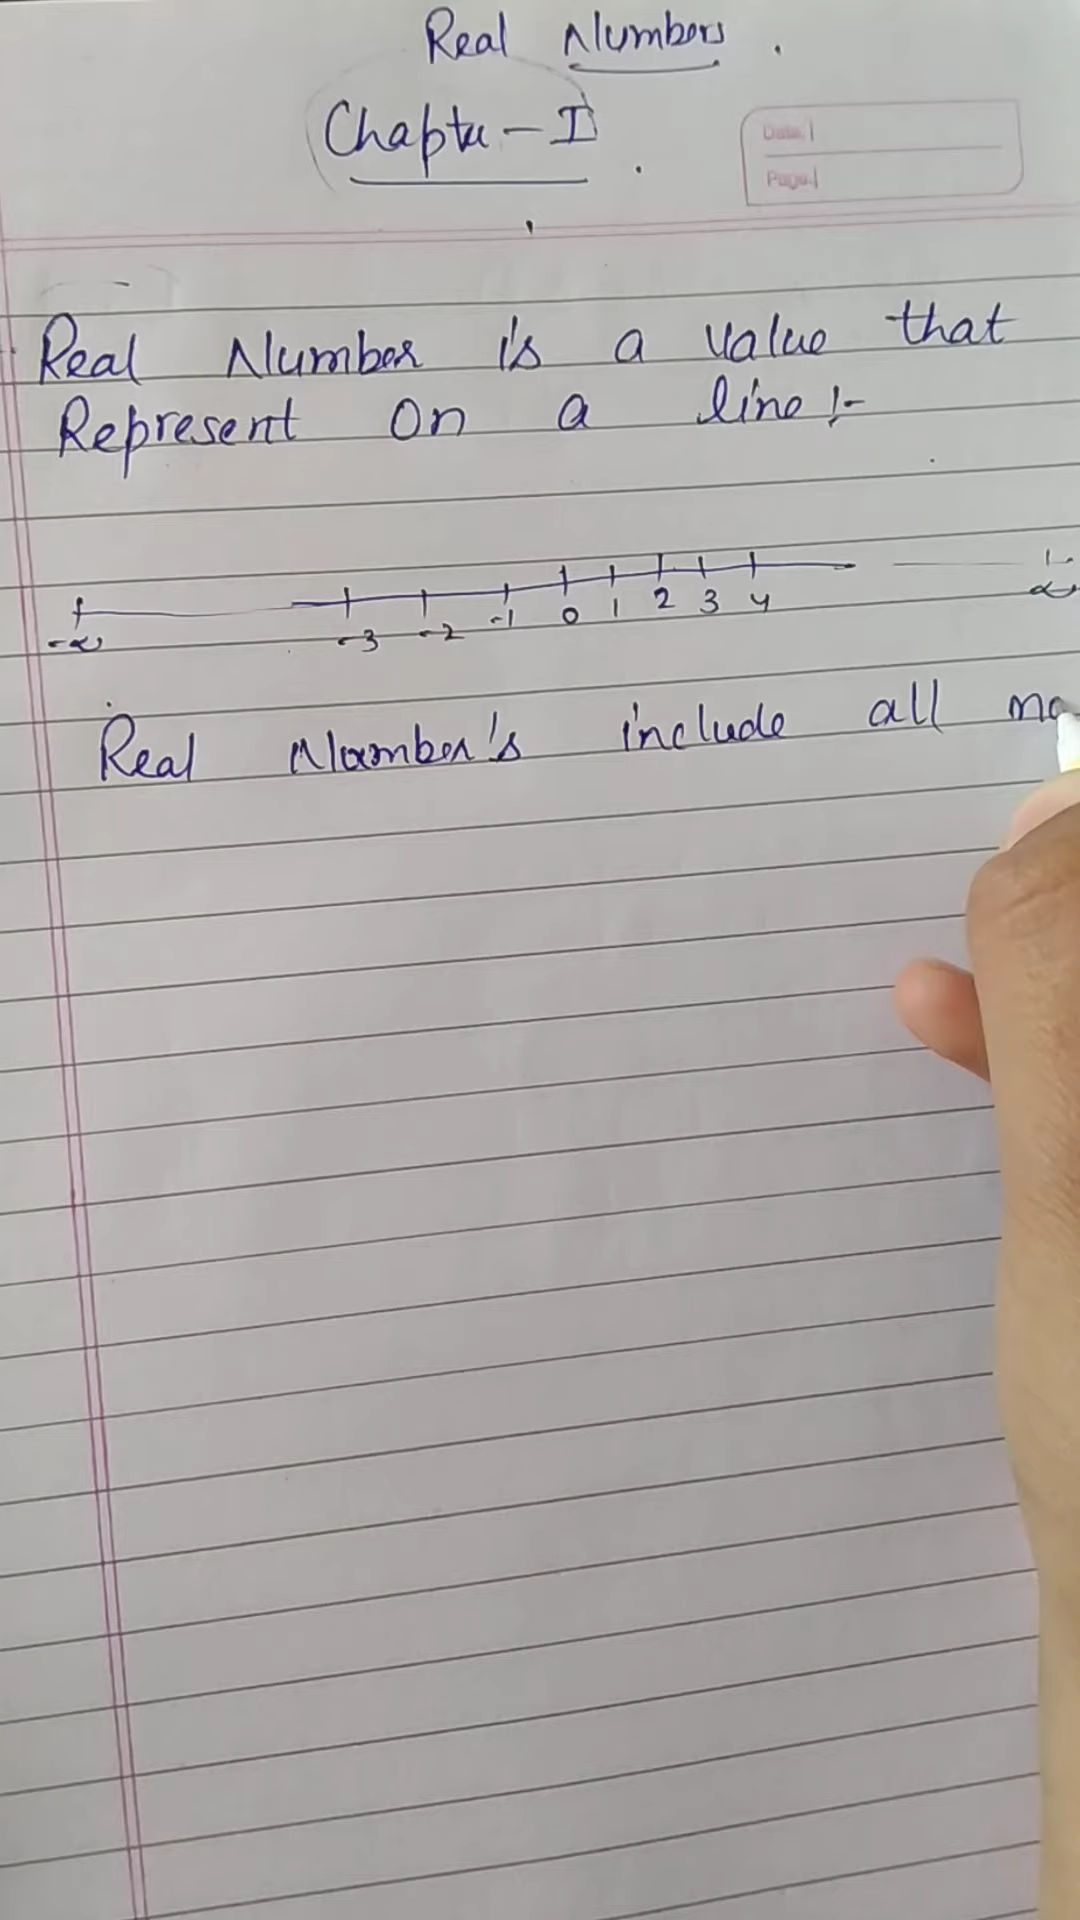 Real Numbers .
Chapter - I
Date.
Page.
Real Number is a value that
Represent on a line :-
-∞ -3 -2 -1 0 1 2 3 4 ∞
Real Number's include all